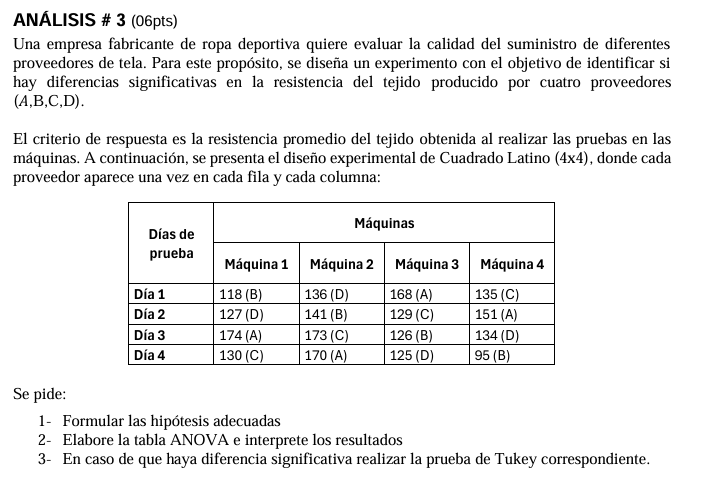 ANÁLISIS # 3 (06pts)
Una empresa fabricante de ropa deportiva quiere evaluar la calidad del suministro de diferentes
proveedores de tela. Para este propósito, se diseña un experimento con el objetivo de identificar si
hay diferencias significativas en la resistencia del tejido producido por cuatro proveedores
(A,B,C,D).
El criterio de respuesta es la resistencia promedio del tejido obtenida al realizar las pruebas en las
máquinas. A continuación, se presenta el diseño experimental de Cuadrado Latino (4x4), donde cada
proveedor aparece una vez en cada fila y cada columna:
Días de
prueba
Máquinas
Máquina 1 Máquina 2 Máquina 3 Máquina 4
Día 1 118 (B) 136 (D) 168 (A) 135 (C)
Día 2 127 (D) 141 (B) 129 (C) 151 (A)
Día 3 174 (A) 173 (C) 126 (B) 134 (D)
Día 4 130 (C) 170 (A) 125 (D) 95 (B)
Se pide:
1- Formular las hipótesis adecuadas
2- Elabore la tabla ANOVA e interprete los resultados
3- En caso de que haya diferencia significativa realizar la prueba de Tukey correspondiente.